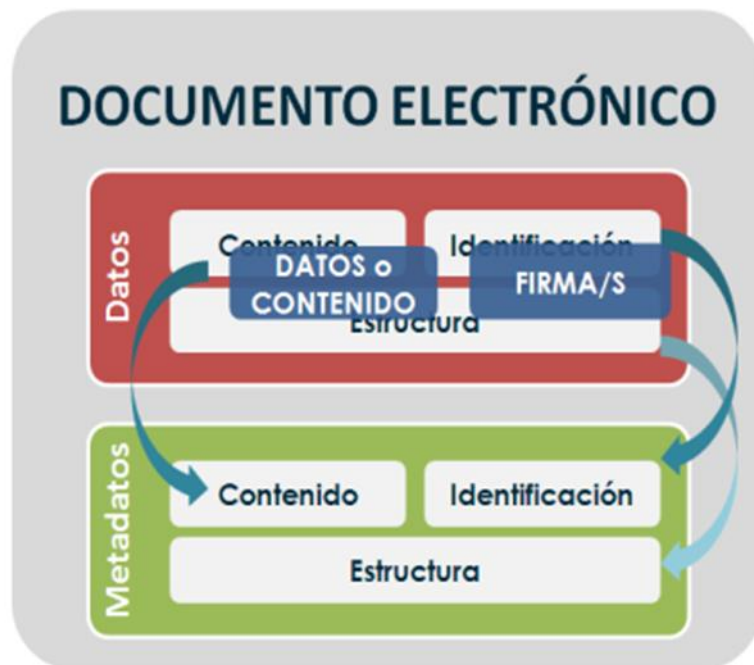 DOCUMENTO ELECTRÓNICO
Datos
Contenido
Identificación
DATOS o
CONTENIDO
FIRMA/S
Estructura
Metadatos
Contenido
Identificación
Estructura